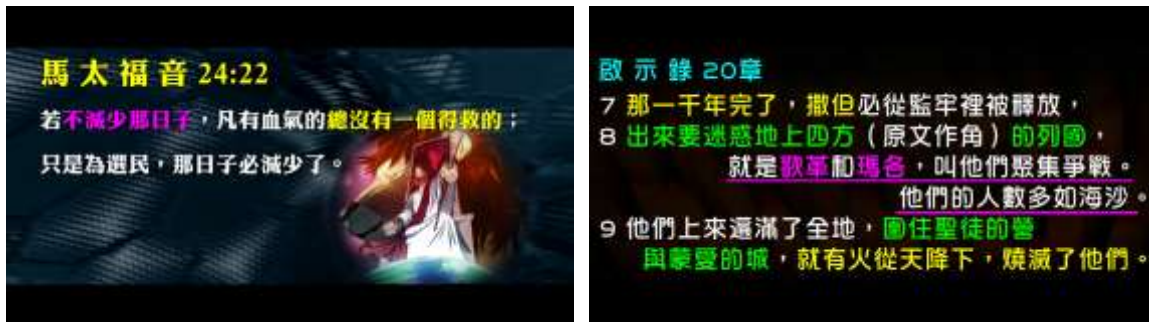 馬太福音 24:22
若不減少那日子，凡有血氣的總沒有一個得救的；
只是為選民，那日子必減少了。
啟示錄 20章
7 那一千年完了，撒但必從監牢裡被釋放，
8 出來要迷惑地上四方（原文作角）的列國，
就是歌革和瑪各，叫他們聚集爭戰。
他們的人數多如海沙。
9 他們上來遍滿了全地，圍住聖徒的營
與蒙愛的城，就有火從天降下，燒滅了他們。